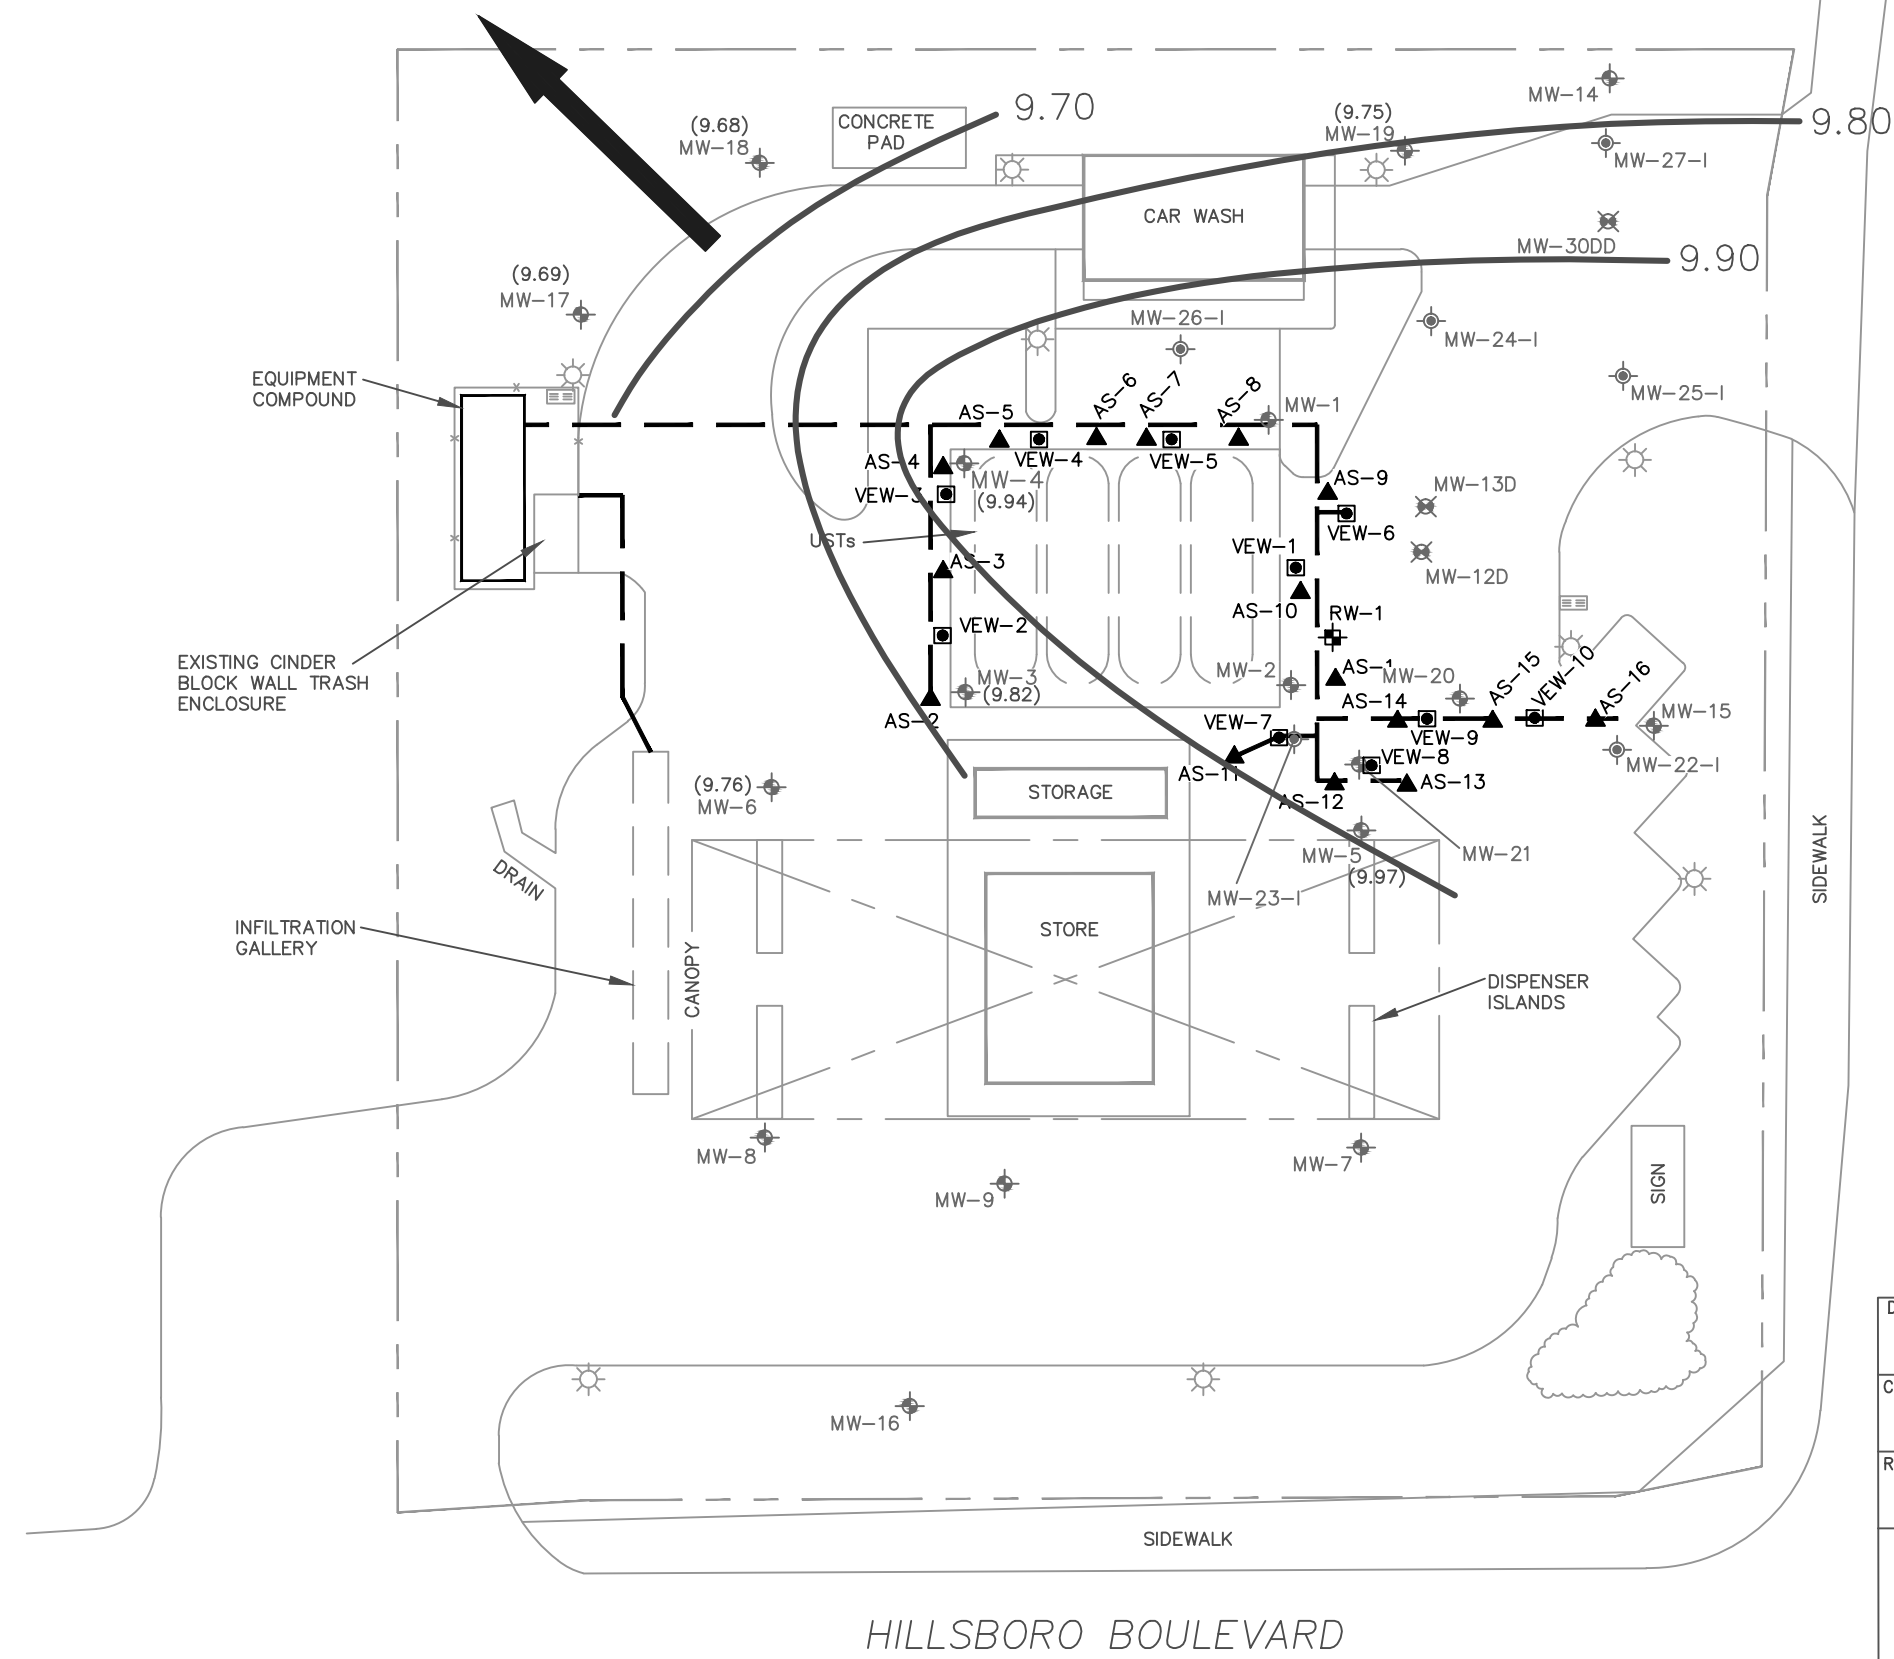 9.70
9.80
9.90
CONCRETE
PAD
(9.68)
MW-18
(9.75)
MW-19
MW-14
MW-27-I
CAR WASH
MW-30DD
(9.69)
MW-17
MW-26-I
MW-24-I
MW-25-I
EQUIPMENT
COMPOUND
AS-5
AS-6
AS-7
AS-8
MW-1
AS-4
VEW-4
VEW-5
MW-4
(9.94)
VEW-3
AS-9
MW-13D
VEW-6
USTs
VEW-1
AS-3
MW-12D
AS-10
RW-1
VEW-2
EXISTING CINDER
BLOCK WALL TRASH
ENCLOSURE
MW-3
(9.82)
MW-2
AS-1
MW-20
AS-15
VEW-10
AS-16
AS-2
VEW-7
AS-14
VEW-9
MW-15
MW-22-I
AS-11
VEW-8
AS-12
AS-13
(9.76)
MW-6
STORAGE
MW-5
(9.97)
MW-21
MW-23-I
DRAIN
INFILTRATION
GALLERY
CANOPY
STORE
DISPENSER
ISLANDS
SIDEWALK
MW-8
MW-7
MW-9
SIGN
MW-16
SIDEWALK
HILLSBORO BOULEVARD
D
C
R